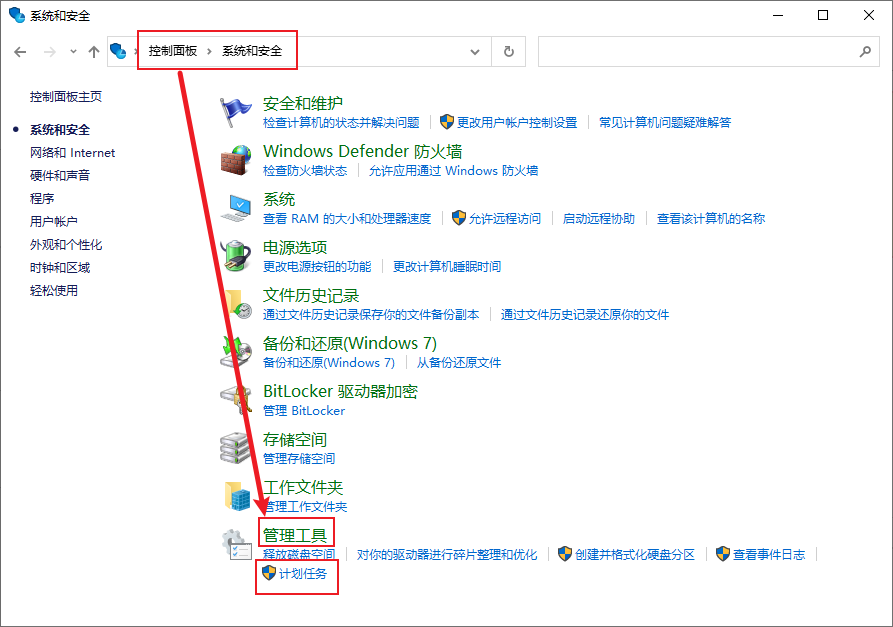 系统和安全
控制面板 › 系统和安全
控制面板主页
系统和安全
网络和 Internet
硬件和声音
程序
用户帐户
外观和个性化
时钟和区域
轻松使用
安全和维护
检查计算机的状态并解决问题 更改用户帐户控制设置 常见计算机问题疑难解答
Windows Defender 防火墙
检查防火墙状态 允许应用通过 Windows 防火墙
系统
查看 RAM 的大小和处理器速度 允许远程访问 启动远程协助 查看该计算机的名称
电源选项
更改电源按钮的功能 更改计算机睡眠时间
文件历史记录
通过文件历史记录保存你的文件备份副本 通过文件历史记录还原你的文件
备份和还原(Windows 7)
备份和还原(Windows 7) 从备份还原文件
BitLocker 驱动器加密
管理 BitLocker
存储空间
管理存储空间
工作文件夹
管理工作文件夹
管理工具
释放磁盘空间 对你的驱动器进行碎片整理和优化 创建并格式化硬盘分区 查看事件日志
计划任务